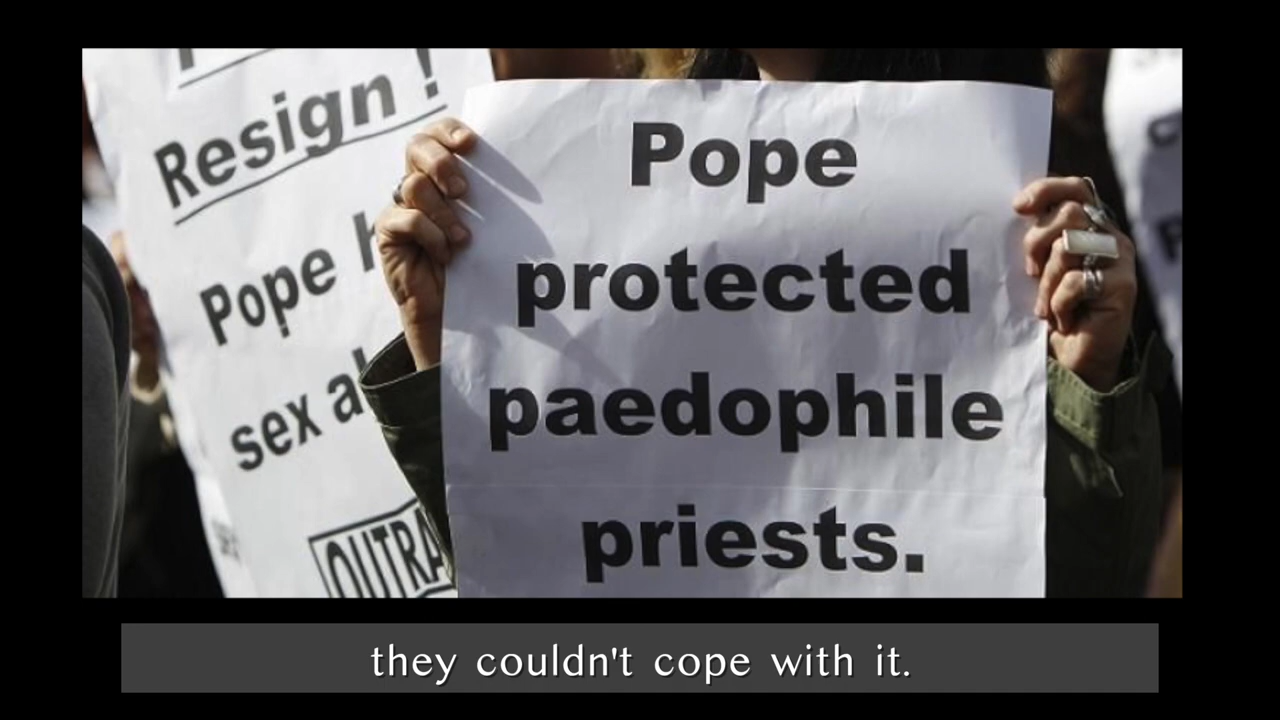 Resign !
Pope
sex
Pope
protected
paedophile
priests.
they couldn't cope with it.